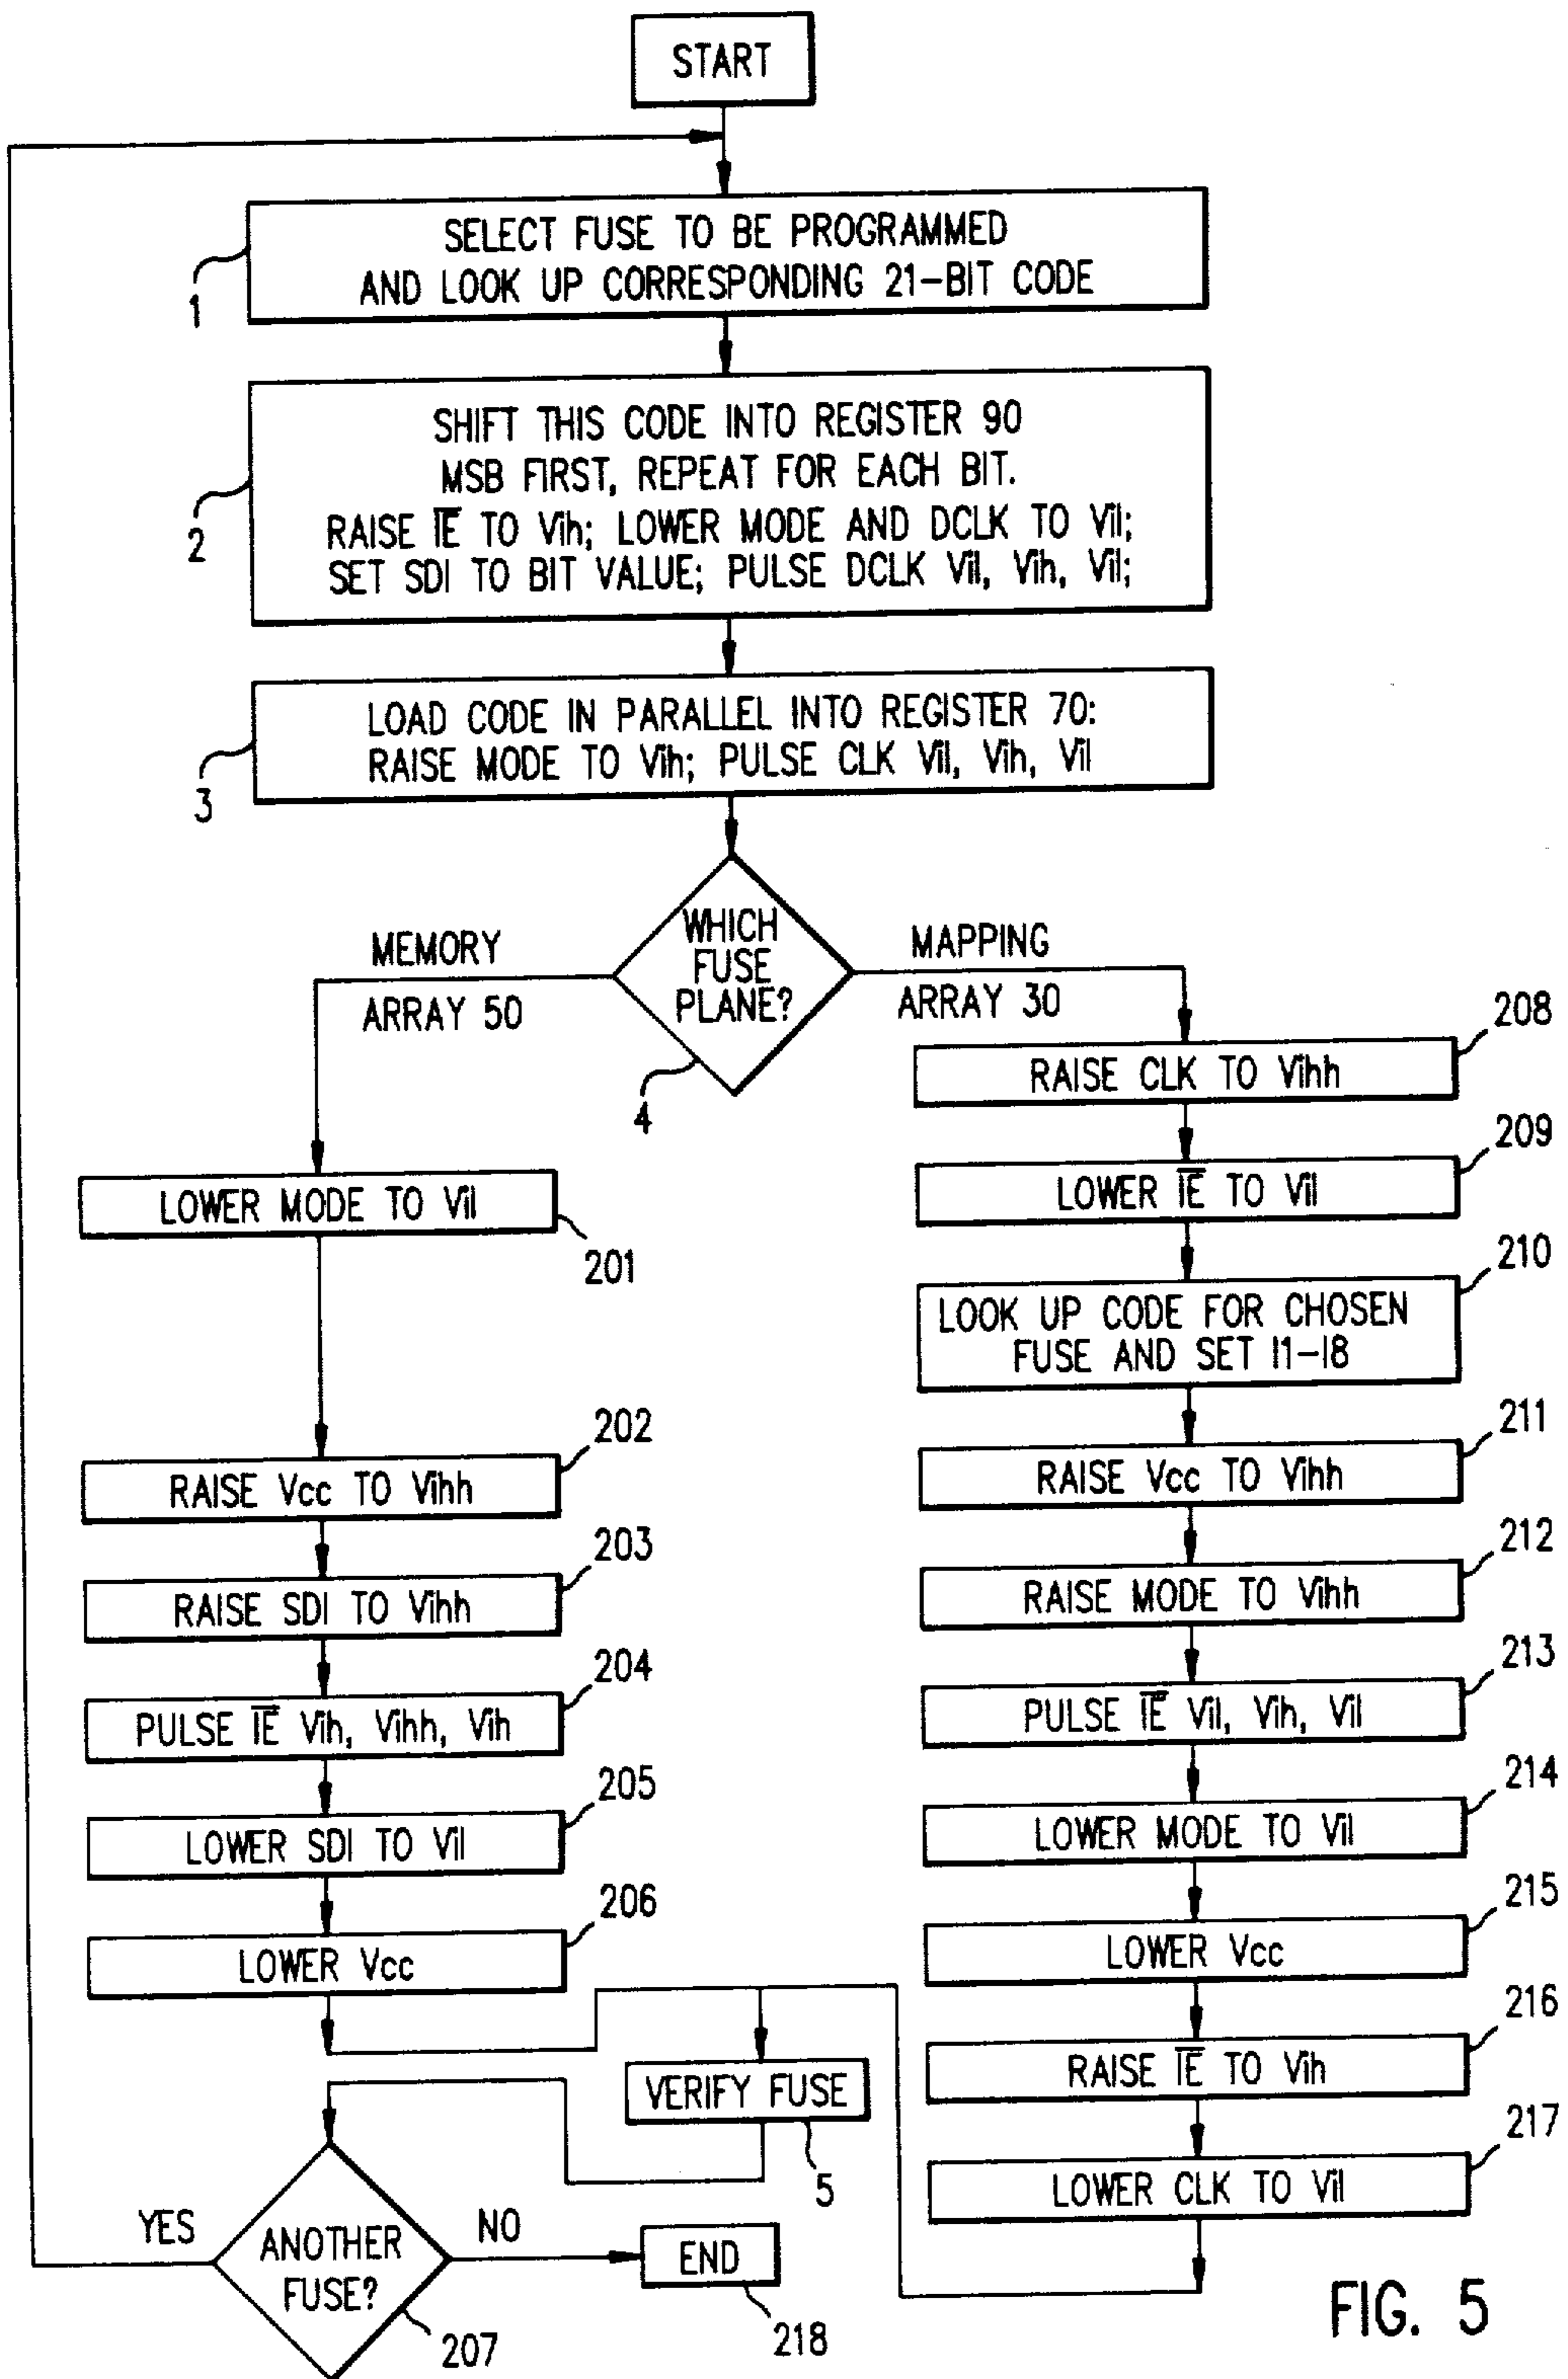 START
SELECT FUSE TO BE PROGRAMMED
AND LOOK UP CORRESPONDING 21-BIT CODE
1
SHIFT THIS CODE INTO REGISTER 90
MSB FIRST, REPEAT FOR EACH BIT.
RAISE I̅E̅ TO Vih; LOWER MODE AND DCLK TO Vil;
SET SDI TO BIT VALUE; PULSE DCLK Vil, Vih, Vil;
2
LOAD CODE IN PARALLEL INTO REGISTER 70:
RAISE MODE TO Vih; PULSE CLK Vil, Vih, Vil
3
WHICH
FUSE
PLANE?
4
MEMORY
ARRAY 50
MAPPING
ARRAY 30
LOWER MODE TO Vil
201
RAISE Vcc TO Vihh
202
RAISE SDI TO Vihh
203
PULSE I̅E̅ Vih, Vihh, Vih
204
LOWER SDI TO Vil
205
LOWER Vcc
206
RAISE CLK TO Vihh
208
LOWER I̅E̅ TO Vil
209
LOOK UP CODE FOR CHOSEN
FUSE AND SET I1-I8
210
RAISE Vcc TO Vihh
211
RAISE MODE TO Vihh
212
PULSE I̅E̅ Vil, Vih, Vil
213
LOWER MODE TO Vil
214
LOWER Vcc
215
RAISE I̅E̅ TO Vih
216
LOWER CLK TO Vil
217
VERIFY FUSE
5
ANOTHER
FUSE?
207
YES
NO
END
218
FIG. 5